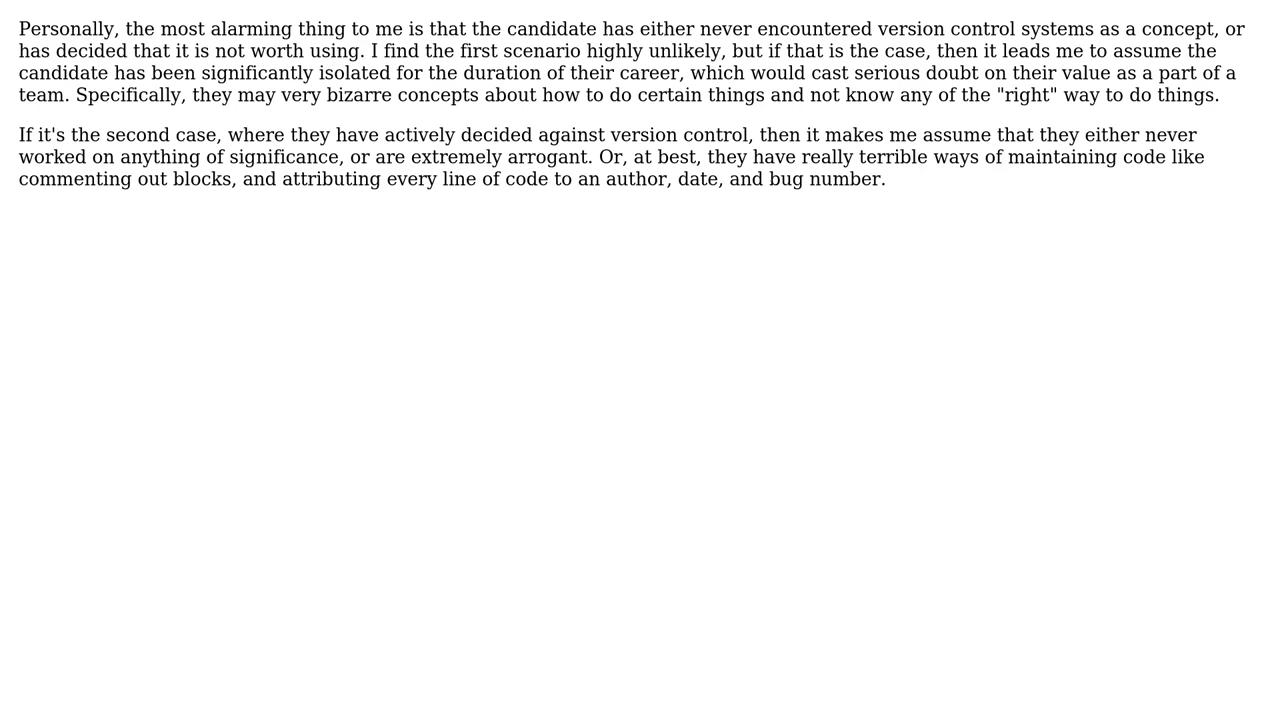 Personally, the most alarming thing to me is that the candidate has either never encountered version control systems as a concept, or
has decided that it is not worth using. I find the first scenario highly unlikely, but if that is the case, then it leads me to assume the
candidate has been significantly isolated for the duration of their career, which would cast serious doubt on their value as a part of a
team. Specifically, they may very bizarre concepts about how to do certain things and not know any of the "right" way to do things.
If it's the second case, where they have actively decided against version control, then it makes me assume that they either never
worked on anything of significance, or are extremely arrogant. Or, at best, they have really terrible ways of maintaining code like
commenting out blocks, and attributing every line of code to an author, date, and bug number.